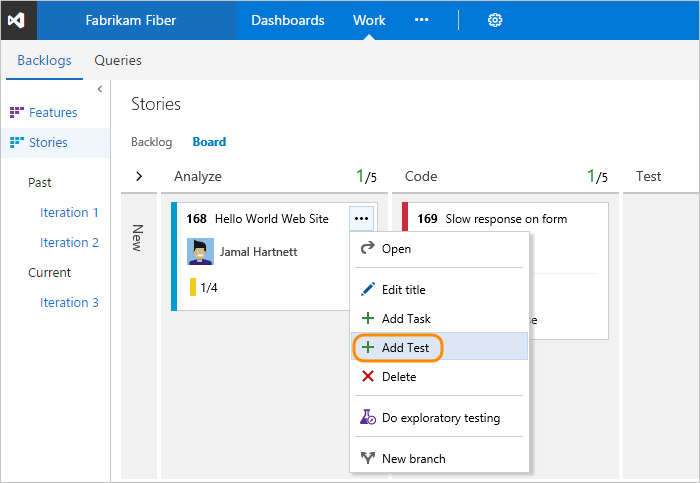 Fabrikam Fiber Dashboards Work
Backlogs Queries
Features
Stories
Past
Iteration 1
Iteration 2
Current
Iteration 3
Stories
Backlog Board
Analyze 1/5 Code 1/5 Test
New
168 Hello World Web Site
Jamal Hartnett
1/4
169 Slow response on form
Open
Edit title
Add Task
Add Test
Delete
Do exploratory testing
New branch